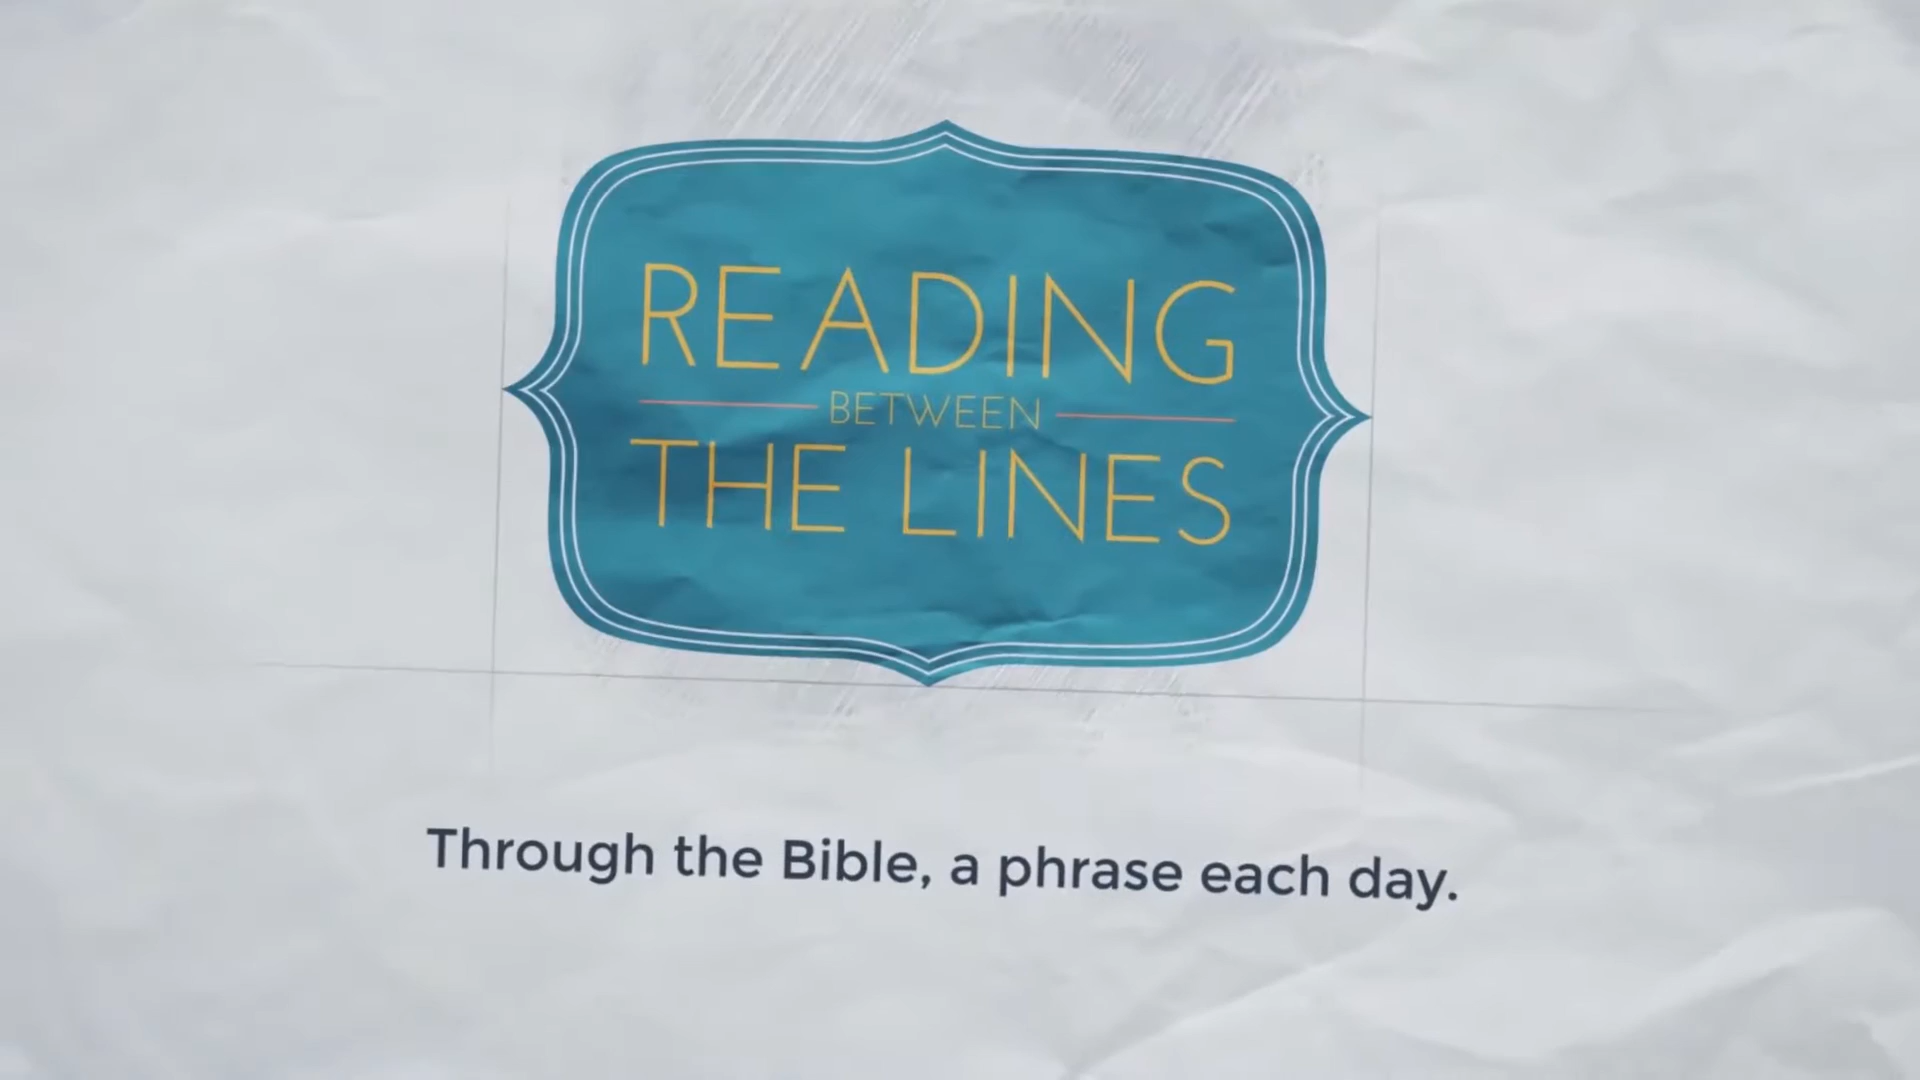 READING
BETWEEN
THE LINES
Through the Bible, a phrase each day.